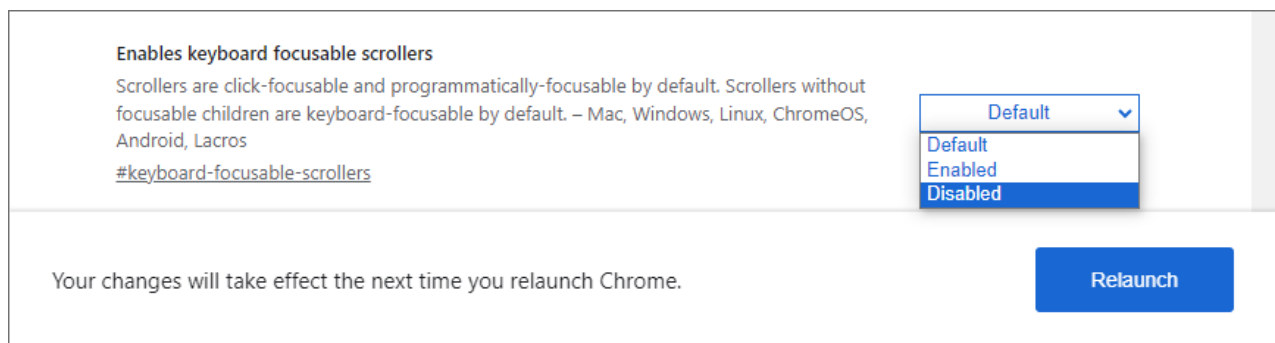 Enables keyboard focusable scrollers
Scrollers are click-focusable and programmatically-focusable by default. Scrollers without
focusable children are keyboard-focusable by default. – Mac, Windows, Linux, ChromeOS,
Android, Lacros
#keyboard-focusable-scrollers
Default
Default
Enabled
Disabled
Your changes will take effect the next time you relaunch Chrome.
Relaunch